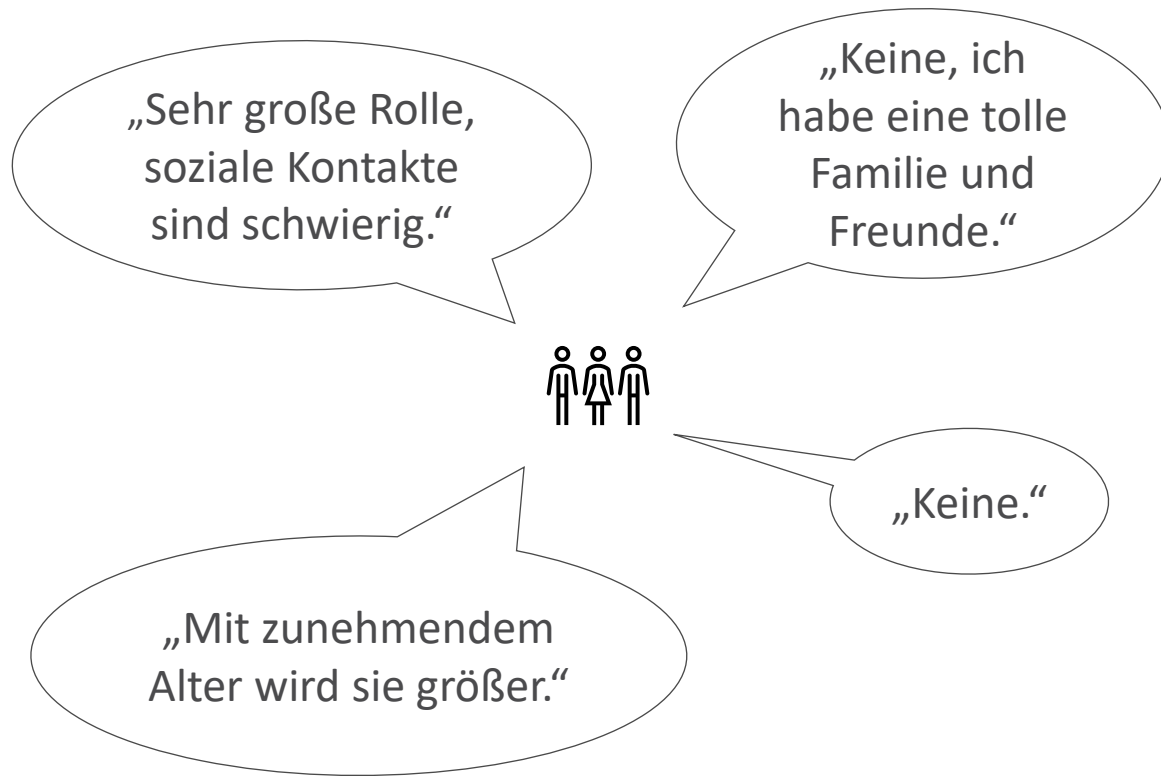 „Sehr große Rolle,
soziale Kontakte
sind schwierig.“
„Keine, ich
habe eine tolle
Familie und
Freunde.“
„Keine.“
„Mit zunehmendem
Alter wird sie größer.“